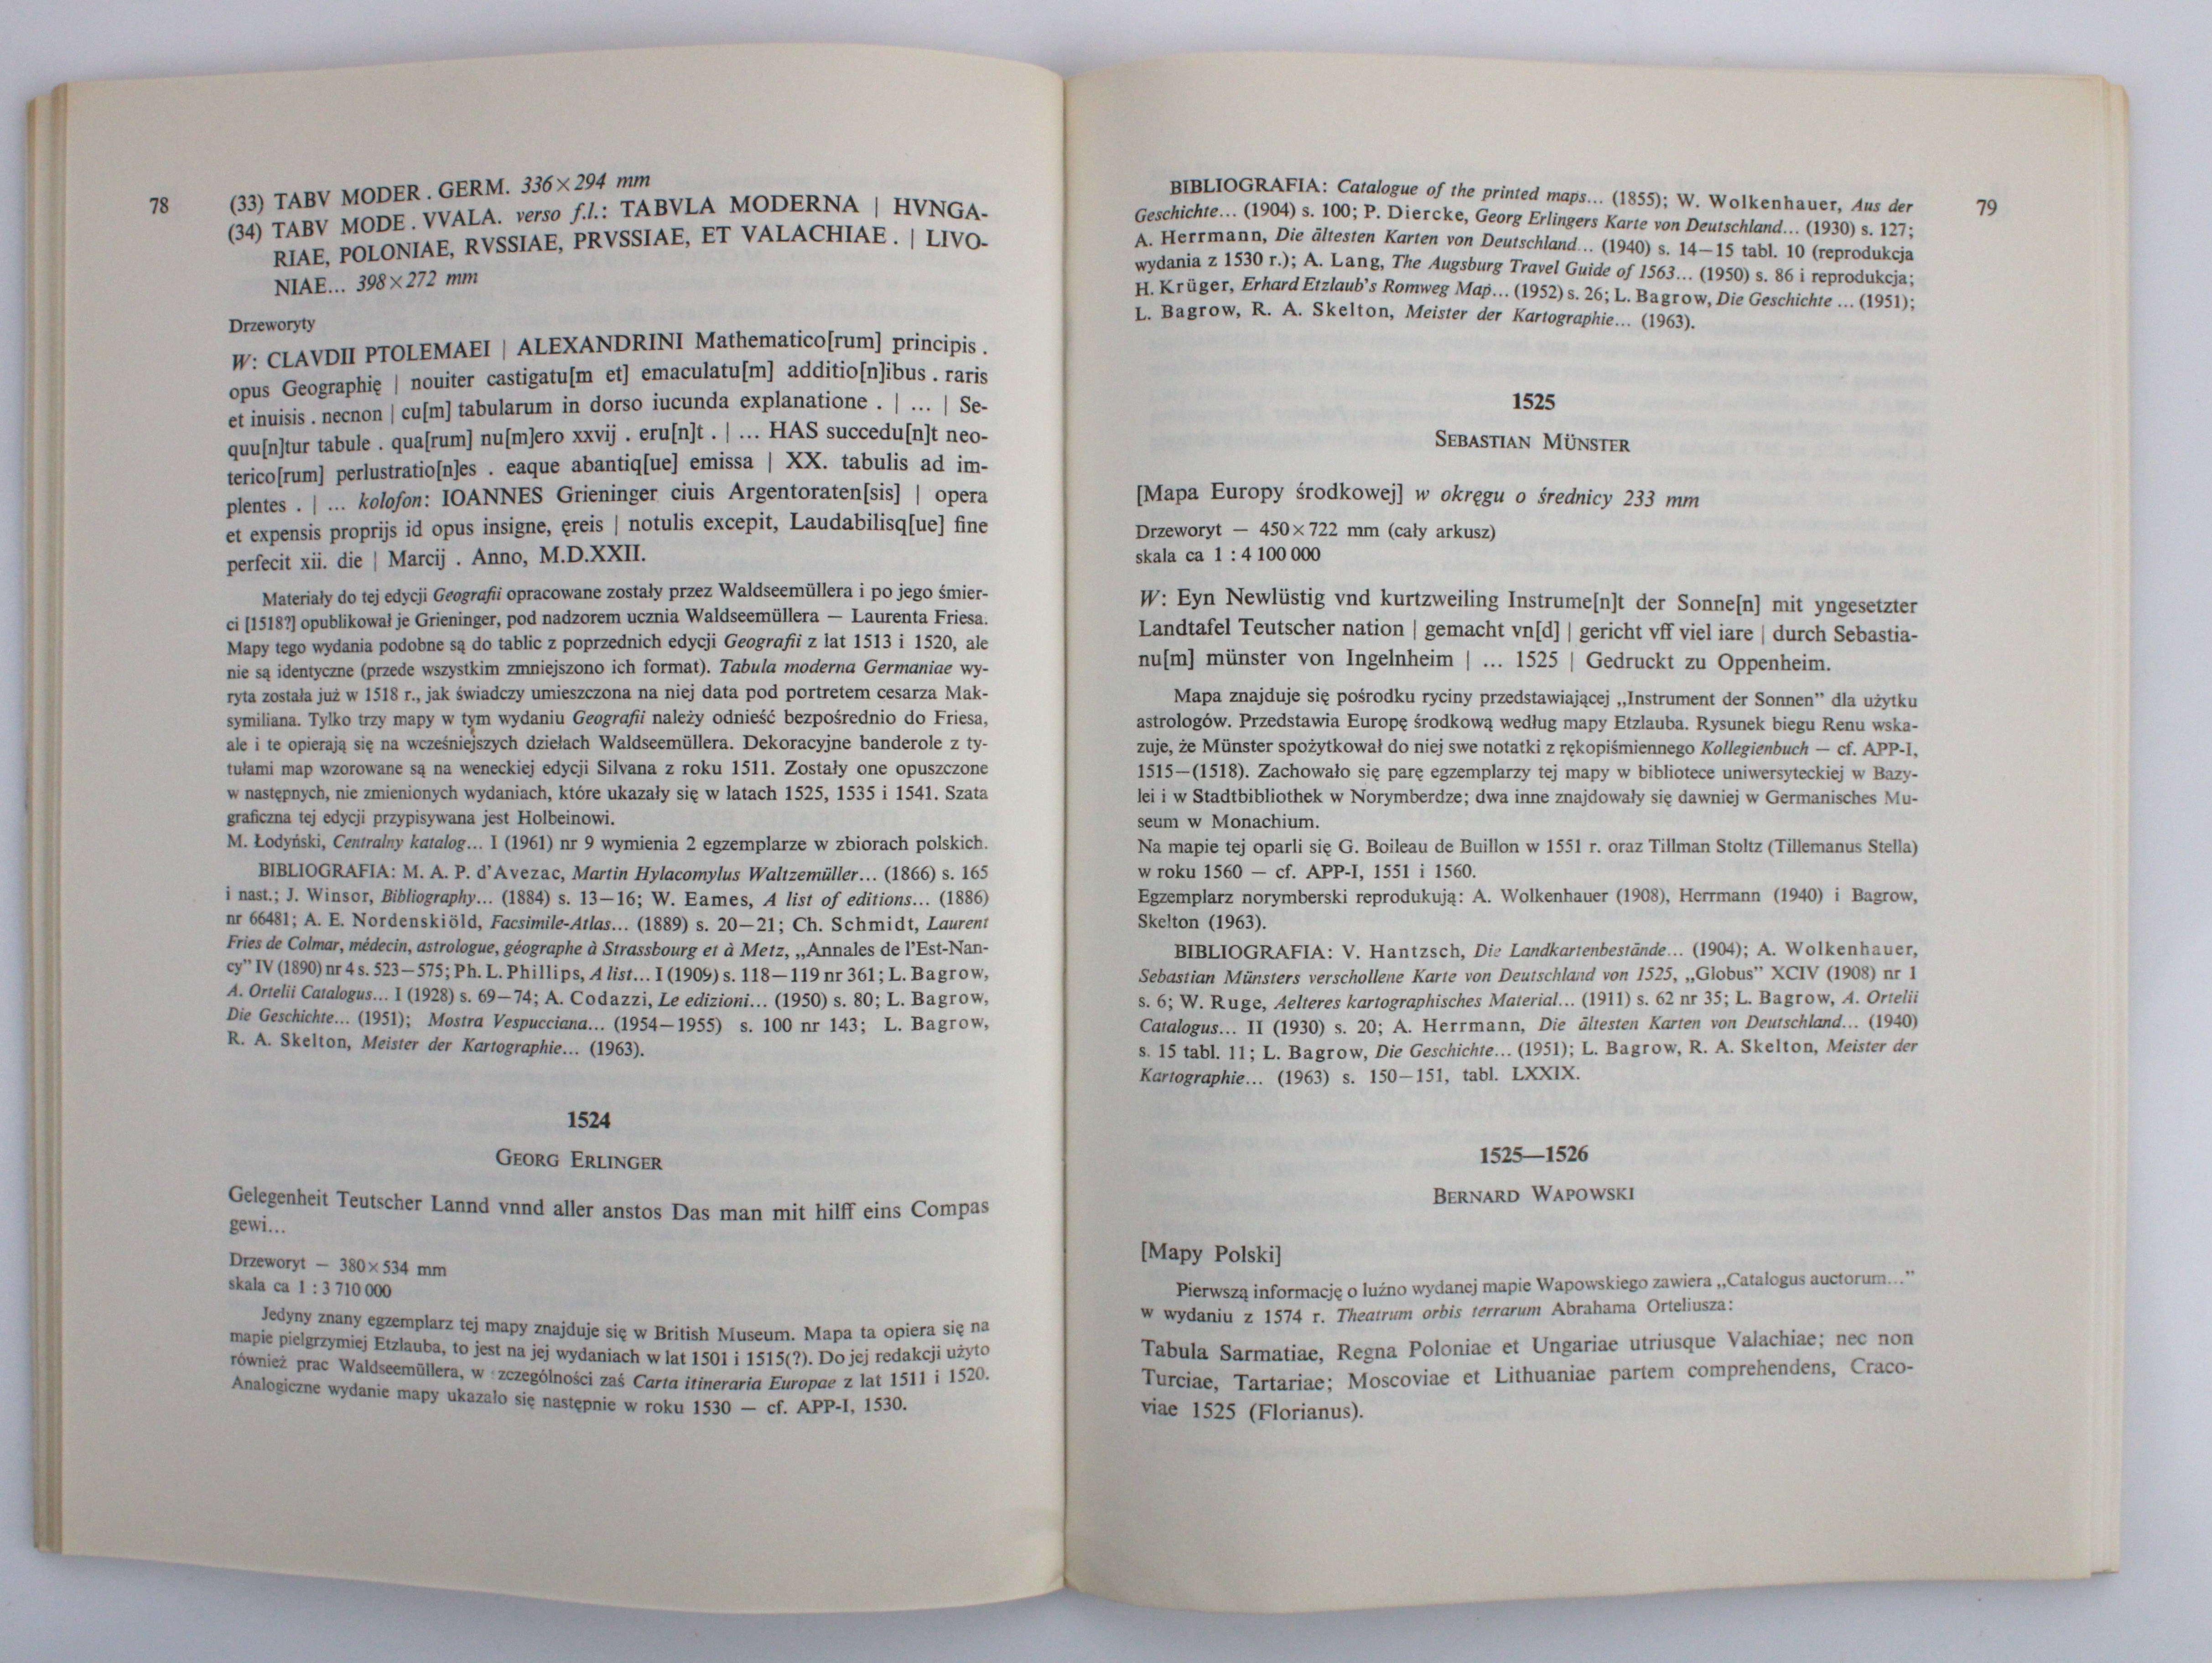 78
(33) TABV MODER . GERM. 336×294 mm
(34) TABV MODE . VVALA. verso f.l.: TABVLA MODERNA | HVNGA-
RIAE, POLONIAE, RVSSIAE, PRVSSIAE, ET VALACHIAE . | LIVO-
NIAE... 398×272 mm
Drzeworyty
W: CLAVDII PTOLEMAEI | ALEXANDRINI Mathematico[rum] principis .
opus Geographię | nouiter castigatu[m et] emaculatu[m] additio[n]ibus . raris
et inuisis . necnon | cu[m] tabularum in dorso iucunda explanatione . | ... | Se-
quu[n]tur tabule . qua[rum] nu[m]ero xxvij . eru[n]t . | ... HAS succedu[n]t neo-
terico[rum] perlustratio[n]es . eaque abantiq[ue] emissa | XX. tabulis ad im-
plentes . | ... kolofon: IOANNES Grieninger ciuis Argentoraten[sis] | opera
et expensis proprijs id opus insigne, ęreis | notulis excepit, Laudabilisq[ue] fine
perfecit xii. die | Marcij . Anno, M.D.XXII.
Materiały do tej edycji Geografii opracowane zostały przez Waldseemüllera i po jego śmier-
ci [1518?] opublikował je Grieninger, pod nadzorem ucznia Waldseemüllera — Laurenta Friesa.
Mapy tego wydania podobne są do tablic z poprzednich edycji Geografii z lat 1513 i 1520, ale
nie są identyczne (przede wszystkim zmniejszono ich format). Tabula moderna Germaniae wy-
ryta została już w 1518 r., jak świadczy umieszczona na niej data pod portretem cesarza Mak-
symiliana. Tylko trzy mapy w tym wydaniu Geografii należy odnieść bezpośrednio do Friesa,
ale i te opierają się na wcześniejszych dziełach Waldseemüllera. Dekoracyjne banderole z ty-
tułami map wzorowane są na weneckiej edycji Silvana z roku 1511. Zostały one opuszczone
w następnych, nie zmienionych wydaniach, które ukazały się w latach 1525, 1535 i 1541. Szata
graficzna tej edycji przypisywana jest Holbeinowi.
M. Łodyński, Centralny katalog... I (1961) nr 9 wymienia 2 egzemplarze w zbiorach polskich.
BIBLIOGRAFIA: M. A. P. d'Avezac, Martin Hylacomylus Waltzemüller... (1866) s. 165
i nast.; J. Winsor, Bibliography... (1884) s. 13—16; W. Eames, A list of editions... (1886)
nr 66481; A. E. Nordenskiöld, Facsimile-Atlas... (1889) s. 20—21; Ch. Schmidt, Laurent
Fries de Colmar, médecin, astrologue, géographe à Strassbourg et à Metz, „Annales de l'Est-Nan-
cy" IV (1890) nr 4 s. 523—575; Ph. L. Phillips, A list... I (1909) s. 118—119 nr 361; L. Bagrow,
A. Ortelii Catalogus... I (1928) s. 69—74; A. Codazzi, Le edizioni... (1950) s. 80; L. Bagrow,
Die Geschichte... (1951); Mostra Vespucciana... (1954—1955) s. 100 nr 143; L. Bagrow,
R. A. Skelton, Meister der Kartographie... (1963).
1524
GEORG ERLINGER
Gelegenheit Teutscher Lannd vnnd aller anstos Das man mit hilff eins Compas
gewi...
Drzeworyt — 380×534 mm
skala ca 1 : 3 710 000
Jedyny znany egzemplarz tej mapy znajduje się w British Museum. Mapa ta opiera się na
mapie pielgrzymiej Etzlauba, to jest na jej wydaniach w lat 1501 i 1515(?). Do jej redakcji użyto
również prac Waldseemüllera, w zczególności zaś Carta itineraria Europae z lat 1511 i 1520.
Analogiczne wydanie mapy ukazało się następnie w roku 1530 — cf. APP-I, 1530.
79
BIBLIOGRAFIA: Catalogue of the printed maps... (1855); W. Wolkenhauer, Aus der
Geschichte... (1904) s. 100; P. Diercke, Georg Erlingers Karte von Deutschland... (1930) s. 127;
A. Herrmann, Die ältesten Karten von Deutschland... (1940) s. 14—15 tabl. 10 (reprodukcja
wydania z 1530 r.); A. Lang, The Augsburg Travel Guide of 1563... (1950) s. 86 i reprodukcja;
H. Krüger, Erhard Etzlaub's Romweg Map... (1952) s. 26; L. Bagrow, Die Geschichte ... (1951);
L. Bagrow, R. A. Skelton, Meister der Kartographie... (1963).
1525
SEBASTIAN MÜNSTER
[Mapa Europy środkowej] w okręgu o średnicy 233 mm
Drzeworyt — 450×722 mm (cały arkusz)
skala ca 1 : 4 100 000
W: Eyn Newlüstig vnd kurtzweiling Instrume[n]t der Sonne[n] mit yngesetzter
Landtafel Teutscher nation | gemacht vn[d] | gericht vff viel iare | durch Sebastia-
nu[m] münster von Ingelnheim | ... 1525 | Gedruckt zu Oppenheim.
Mapa znajduje się pośrodku ryciny przedstawiającej „Instrument der Sonnen" dla użytku
astrologów. Przedstawia Europę środkową według mapy Etzlauba. Rysunek biegu Renu wska-
zuje, że Münster spożytkował do niej swe notatki z rękopiśmiennego Kollegienbuch — cf. APP-I,
1515—(1518). Zachowało się parę egzemplarzy tej mapy w bibliotece uniwersyteckiej w Bazy-
lei i w Stadtbibliothek w Norymberdze; dwa inne znajdowały się dawniej w Germanisches Mu-
seum w Monachium.
Na mapie tej oparli się G. Boileau de Buillon w 1551 r. oraz Tillman Stoltz (Tillemanus Stella)
w roku 1560 — cf. APP-I, 1551 i 1560.
Egzemplarz norymberski reprodukują: A. Wolkenhauer (1908), Herrmann (1940) i Bagrow,
Skelton (1963).
BIBLIOGRAFIA: V. Hantzsch, Die Landkartenbestände... (1904); A. Wolkenhauer,
Sebastian Münsters verschollene Karte von Deutschland von 1525, „Globus" XCIV (1908) nr 1
s. 6; W. Ruge, Aelteres kartographisches Material... (1911) s. 62 nr 35; L. Bagrow, A. Ortelii
Catalogus... II (1930) s. 20; A. Herrmann, Die ältesten Karten von Deutschland... (1940)
s. 15 tabl. 11; L. Bagrow, Die Geschichte... (1951); L. Bagrow, R. A. Skelton, Meister der
Kartographie... (1963) s. 150—151, tabl. LXXIX.
1525—1526
BERNARD WAPOWSKI
[Mapy Polski]
Pierwszą informację o luźno wydanej mapie Wapowskiego zawiera „Catalogus auctorum..."
w wydaniu z 1574 r. Theatrum orbis terrarum Abrahama Orteliusza:
Tabula Sarmatiae, Regna Poloniae et Ungariae utriusque Valachiae; nec non
Turciae, Tartariae; Moscoviae et Lithuaniae partem comprehendens, Craco-
viae 1525 (Florianus).